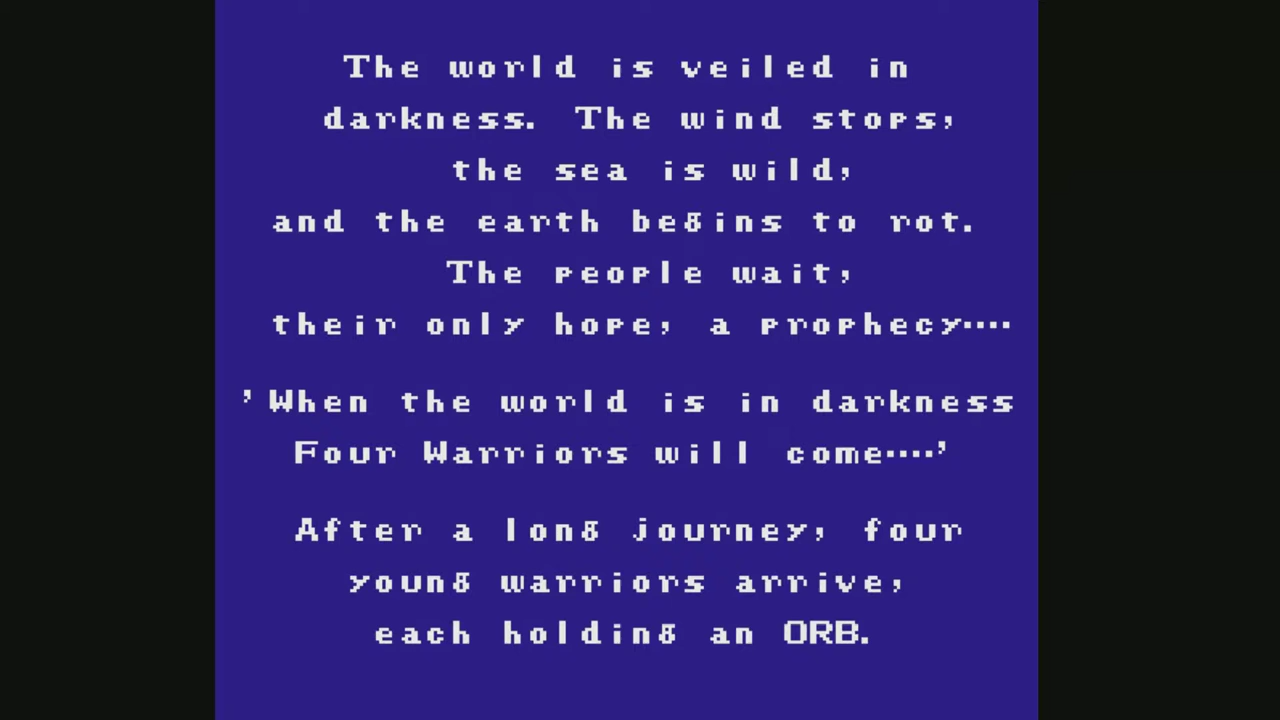 The world is veiled in
darkness. The wind stops,
the sea is wild,
and the earth begins to rot.
The people wait,
their only hope, a prophecy....
'When the world is in darkness
Four Warriors will come....'
After a long journey, four
young warriors arrive,
each holding an ORB.